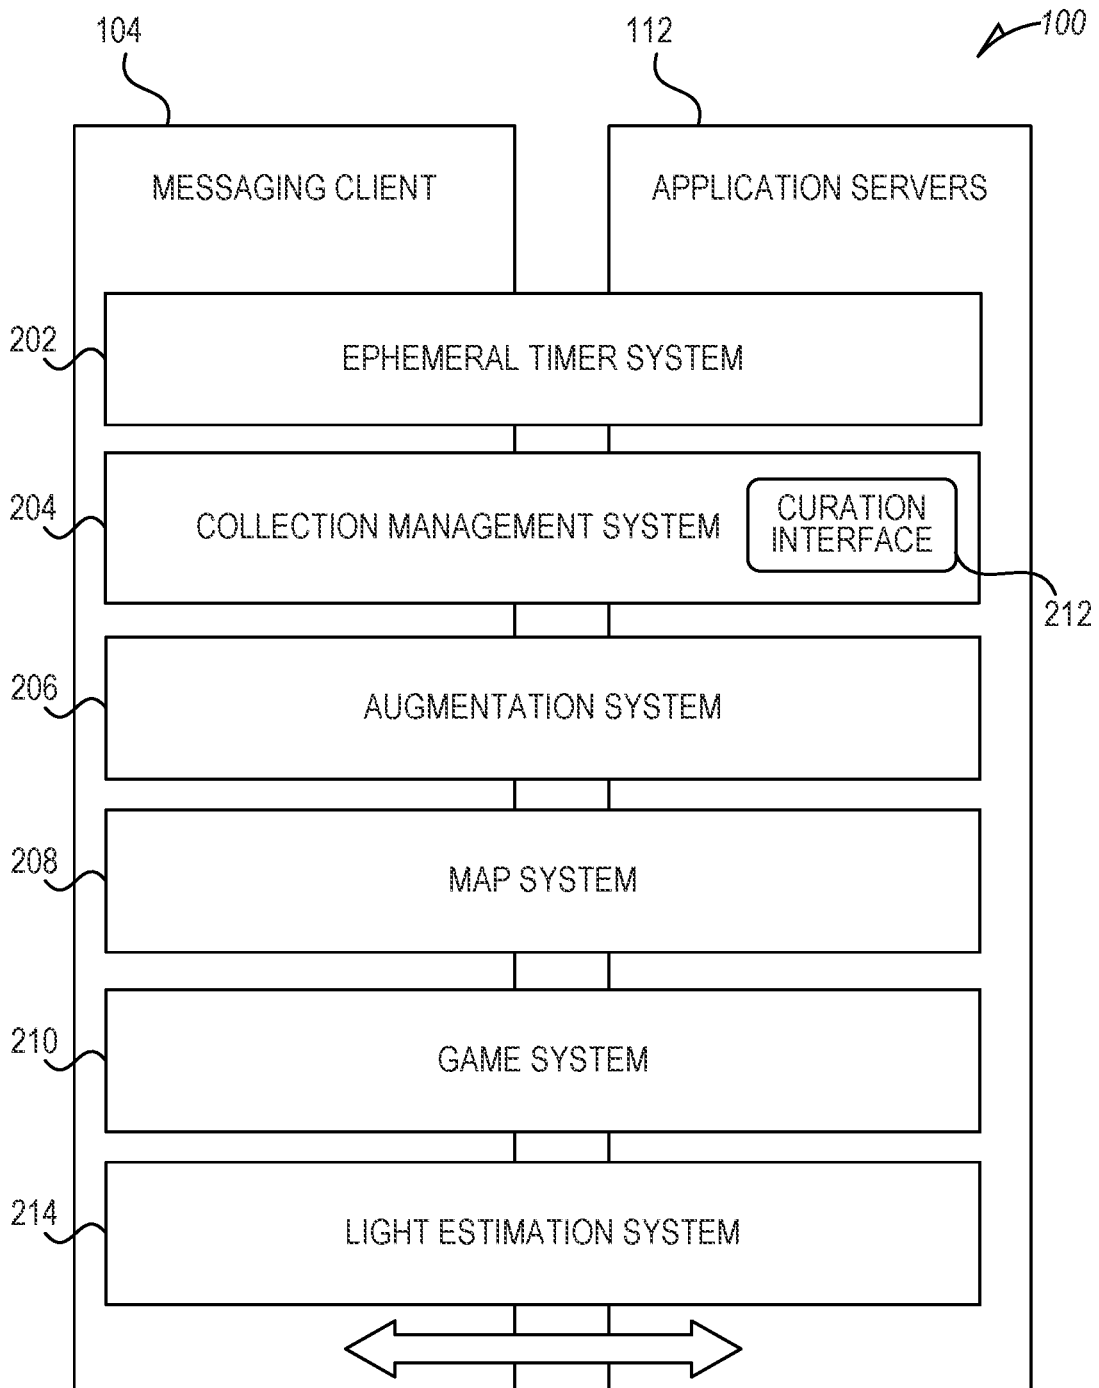 104
112
100
MESSAGING CLIENT
APPLICATION SERVERS
202
EPHEMERAL TIMER SYSTEM
204
COLLECTION MANAGEMENT SYSTEM
CURATION
INTERFACE
212
206
AUGMENTATION SYSTEM
208
MAP SYSTEM
210
GAME SYSTEM
214
LIGHT ESTIMATION SYSTEM